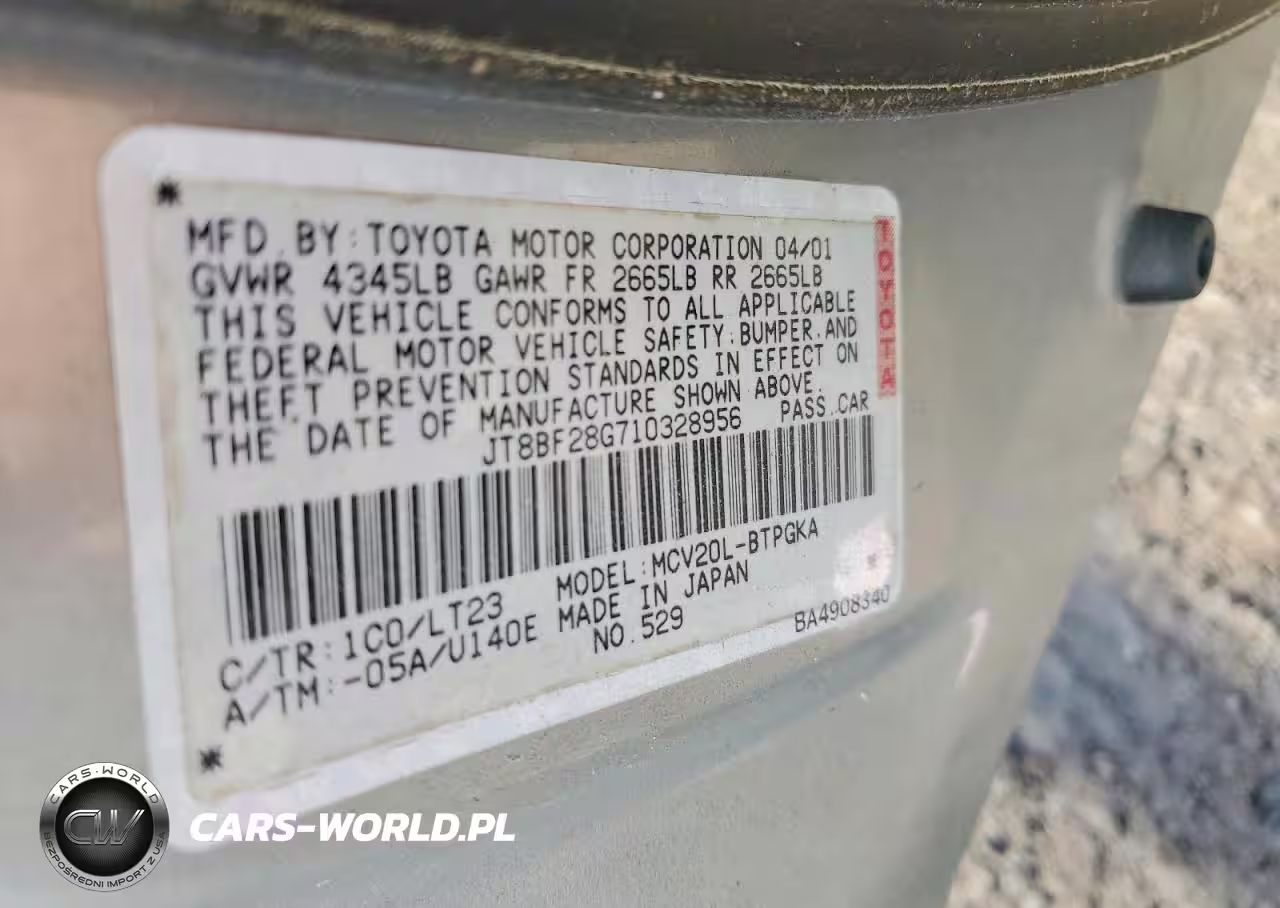 MFD. BY: TOYOTA MOTOR CORPORATION 04/01
GVWR 4345LB GAWR FR 2665LB RR 2665LB
THIS VEHICLE CONFORMS TO ALL APPLICABLE
FEDERAL MOTOR VEHICLE SAFETY, BUMPER, AND
THEFT PREVENTION STANDARDS IN EFFECT ON
THE DATE OF MANUFACTURE SHOWN ABOVE.
JT8BF28G710328956 PASS. CAR
TOYOTA
C/TR: 1C0/LT23 MODEL: MCV20L-BTPGKA
A/TM: -05A/U140E MADE IN JAPAN
NO. 529
BA4908340
CARS-WORLD
CW
BEZPOŚREDNI IMPORT Z USA
CARS-WORLD.PL